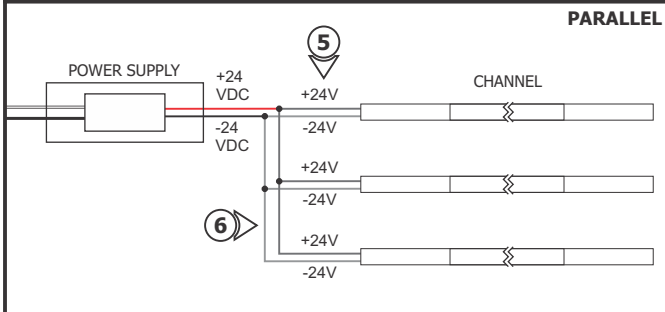 PARALLEL
5
POWER SUPPLY
+24
VDC
CHANNEL
+24V
-24V
-24
VDC
+24V
-24V
6
+24V
-24V